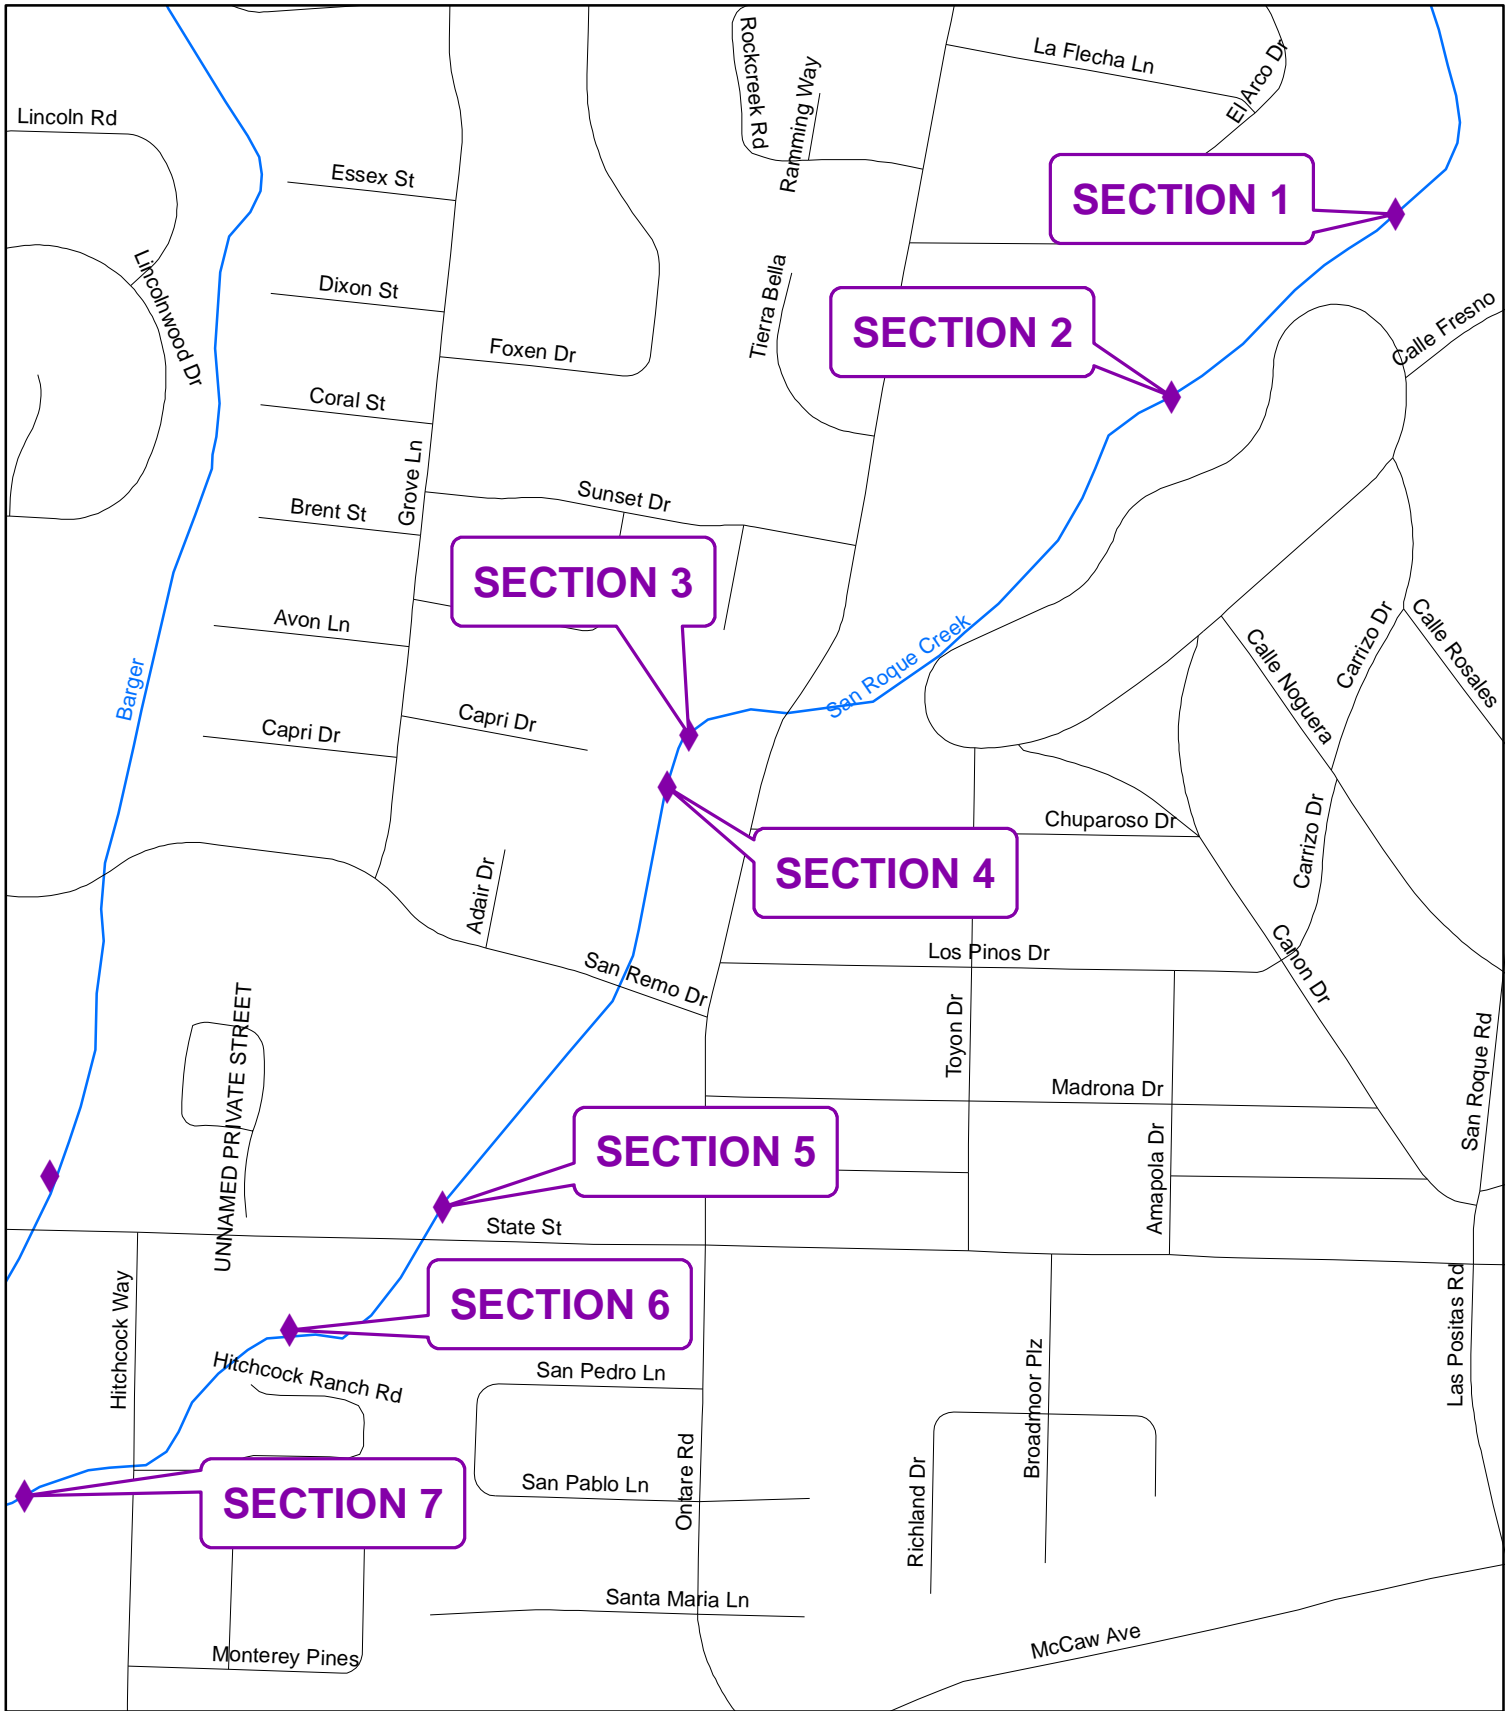 Rockcreek Rd
Ramming Way
La Flecha Ln
El Arco Dr
Lincoln Rd
Essex St
SECTION 1
Lincolnwood Dr
Dixon St
Tierra Bella
SECTION 2
Calle Fresno
Foxen Dr
Coral St
Grove Ln
Sunset Dr
Brent St
SECTION 3
Avon Ln
San Roque Creek
Carrizo Dr
Calle Rosales
Calle Noguera
Barger
Capri Dr
Capri Dr
Chuparoso Dr
Carrizo Dr
SECTION 4
Adair Dr
San Remo Dr
Los Pinos Dr
Canon Dr
UNNAMED PRIVATE STREET
Toyon Dr
San Roque Rd
Madrona Dr
SECTION 5
Amapola Dr
State St
Hitchcock Way
SECTION 6
Las Positas Rd
Hitchcock Ranch Rd
San Pedro Ln
Broadmoor Plz
Ontare Rd
San Pablo Ln
Richland Dr
SECTION 7
Santa Maria Ln
McCaw Ave
Monterey Pines